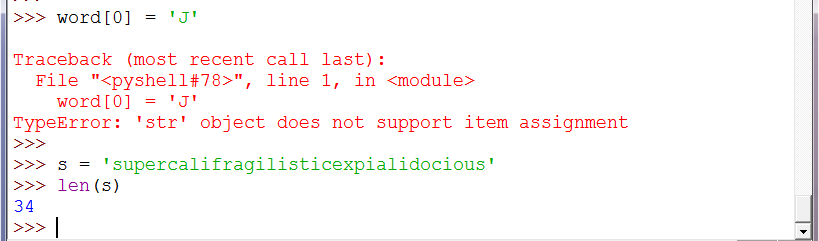 >>> word[0] = 'J'
Traceback (most recent call last):
  File "<pyshell#78>", line 1, in <module>
    word[0] = 'J'
TypeError: 'str' object does not support item assignment
>>>
>>> s = 'supercalifragilisticexpialidocious'
>>> len(s)
34
>>>